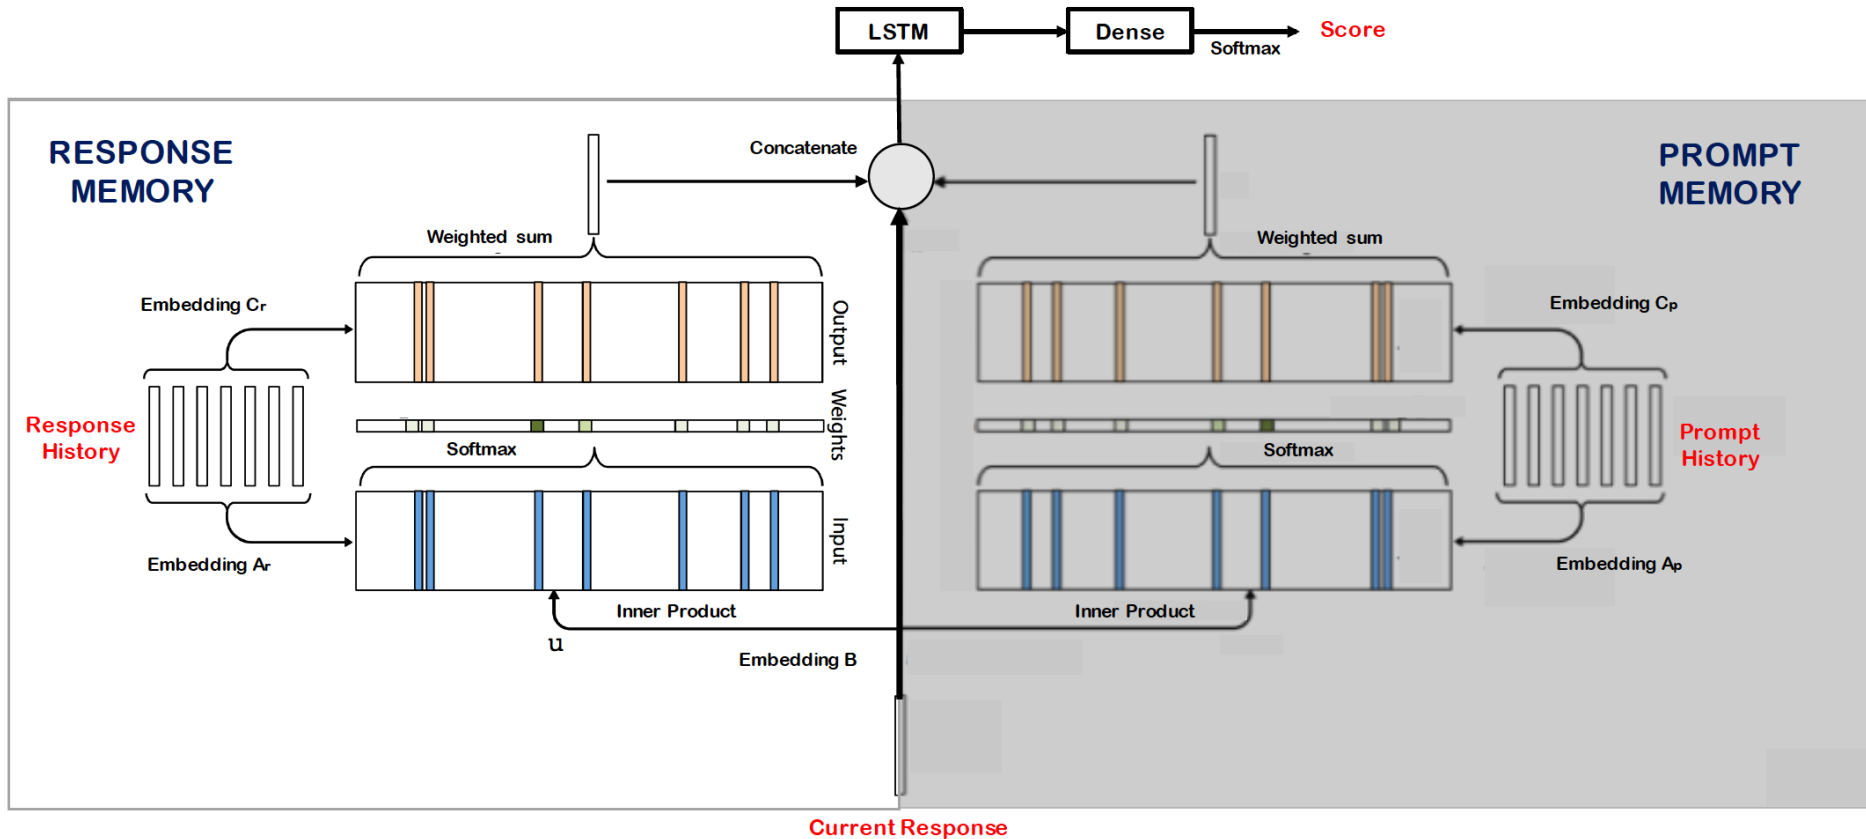 LSTM
Dense
Softmax
Score
RESPONSE
MEMORY
Concatenate
PROMPT
MEMORY
Weighted sum
Weighted sum
Embedding Cr
Output
Embedding Cp
Response
History
Weights
Prompt
History
Softmax
Softmax
Input
Embedding Ar
Embedding Ap
Inner Product
Inner Product
u
Embedding B
Current Response